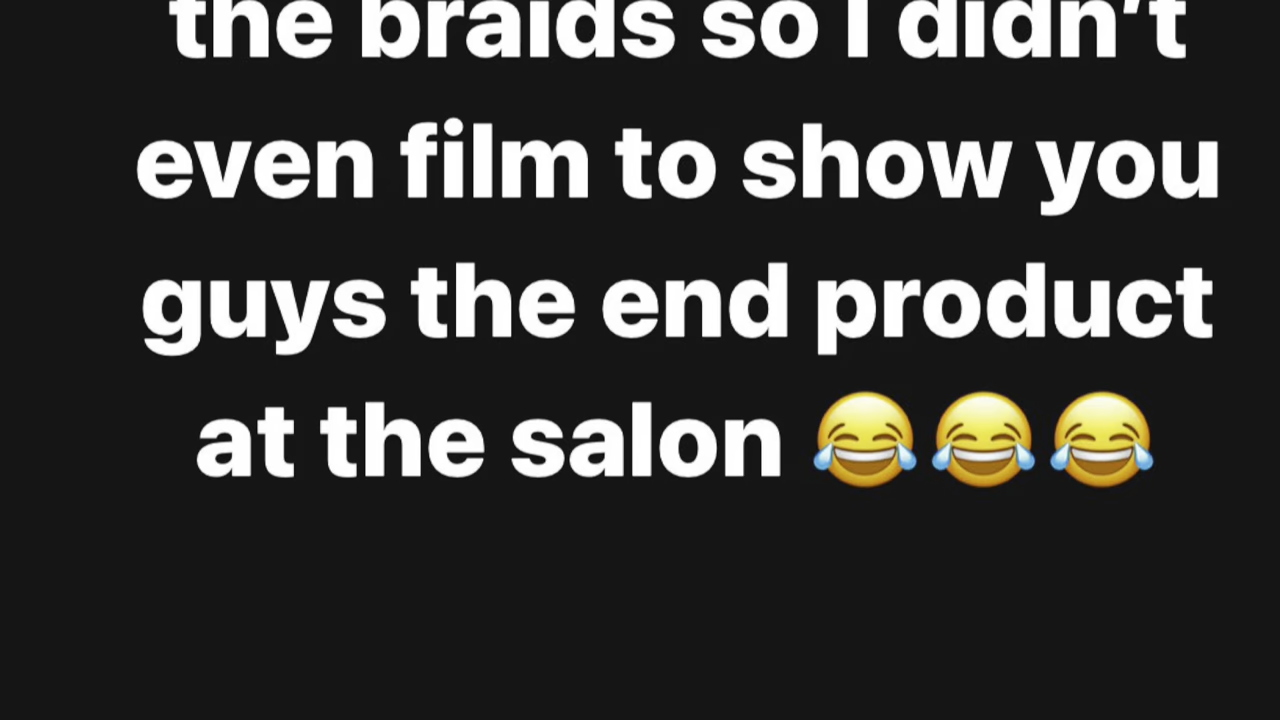 the braids so I didn’t
even film to show you
guys the end product
at the salon 😂😂😂